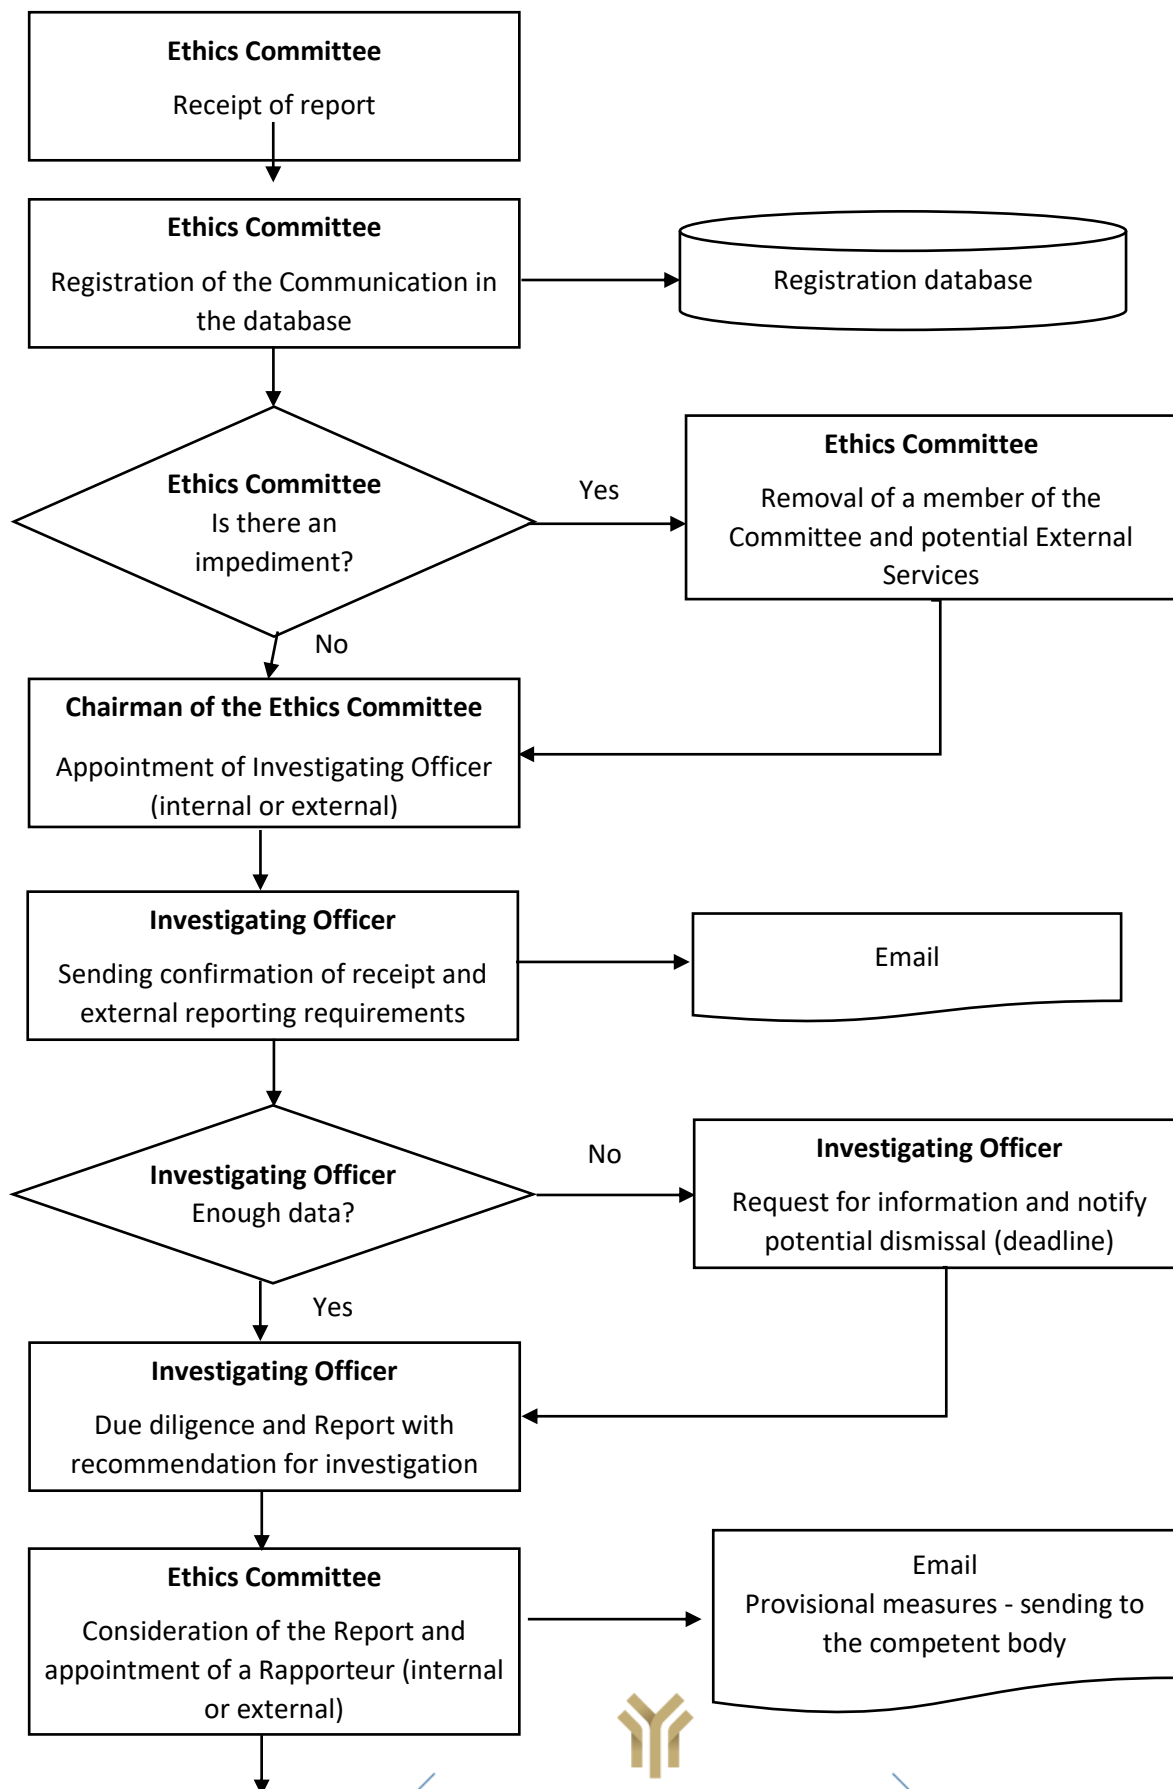 Ethics Committee
Receipt of report
Ethics Committee
Registration of the Communication in
the database
Registration database
Ethics Committee
Is there an
impediment?
Yes
Ethics Committee
Removal of a member of the
Committee and potential External
Services
No
Chairman of the Ethics Committee
Appointment of Investigating Officer
(internal or external)
Investigating Officer
Sending confirmation of receipt and
external reporting requirements
Email
Investigating Officer
Enough data?
No
Investigating Officer
Request for information and notify
potential dismissal (deadline)
Yes
Investigating Officer
Due diligence and Report with
recommendation for investigation
Ethics Committee
Consideration of the Report and
appointment of a Rapporteur (internal
or external)
Email
Provisional measures - sending to
the competent body